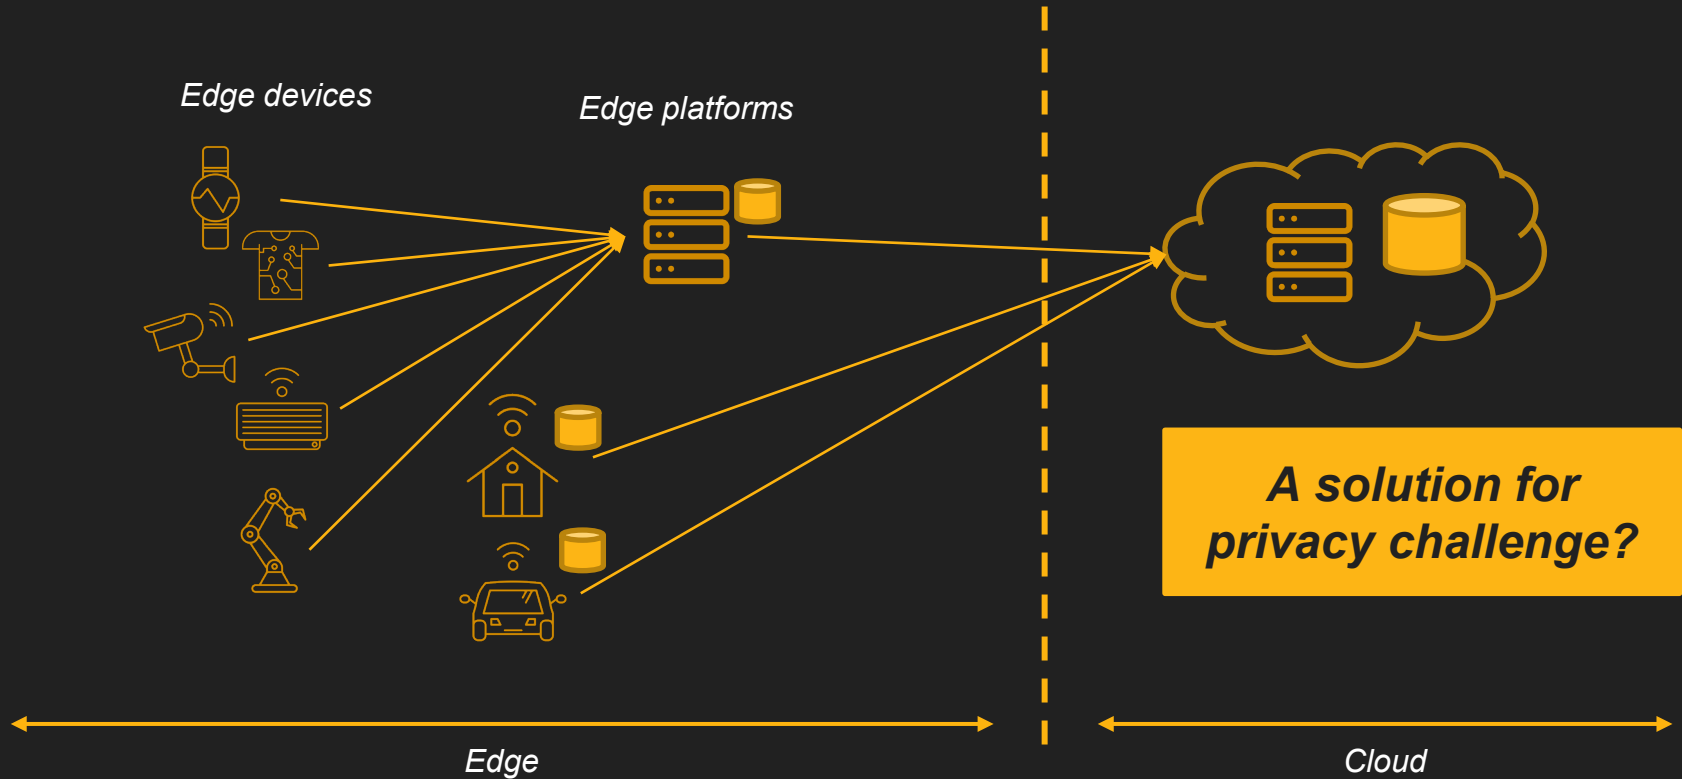 Edge devices
Edge platforms
A solution for
privacy challenge?
Edge
Cloud